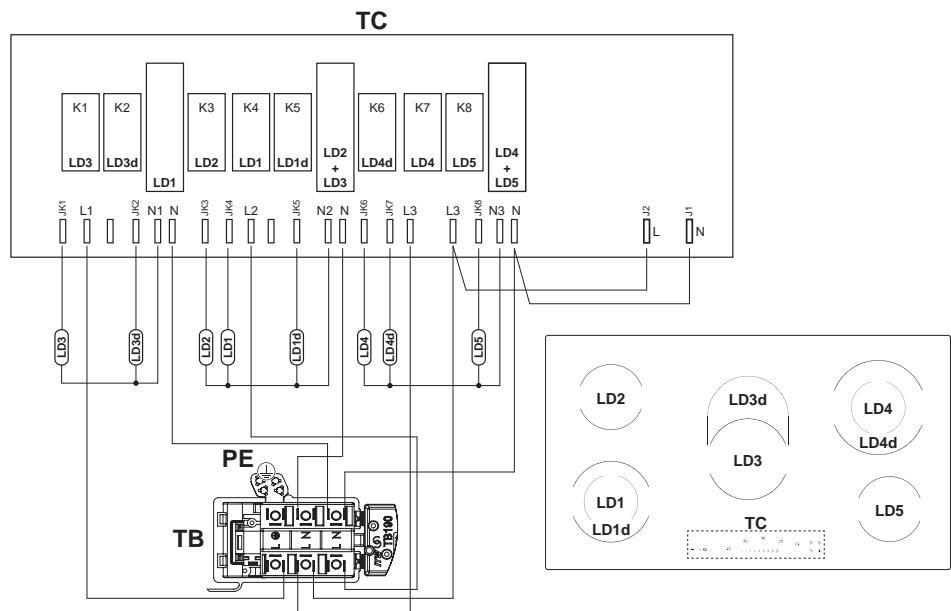 TC
K1 K2 K3 K4 K5 K6 K7 K8
LD3 LD3d LD1 LD2 LD1 LD1d LD2 + LD3 LD4d LD4 LD5 LD4 + LD5
JK1 L1 JK2 N1 N JK3 JK4 L2 JK5 N2 N JK6 JK7 L3 L3 JK8 N3 N J2 L J1 N
LD3 LD3d LD2 LD1 LD1d LD4 LD4d LD5
LD2 LD3d LD4
LD4d
LD3
LD1 LD5
LD1d
TC
PE
TB
L L N L N
TB190